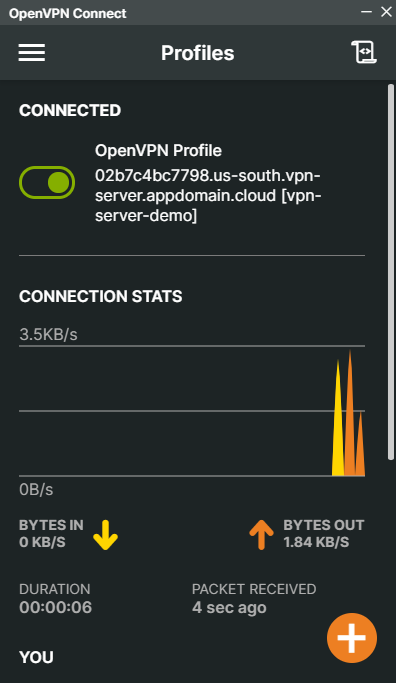 OpenVPN Connect
Profiles
CONNECTED
OpenVPN Profile
02b7c4bc7798.us-south.vpn-
server.appdomain.cloud [vpn-
server-demo]
CONNECTION STATS
3.5KB/s
0B/s
BYTES IN
0 KB/S
BYTES OUT
1.84 KB/S
DURATION
00:00:06
PACKET RECEIVED
4 sec ago
YOU